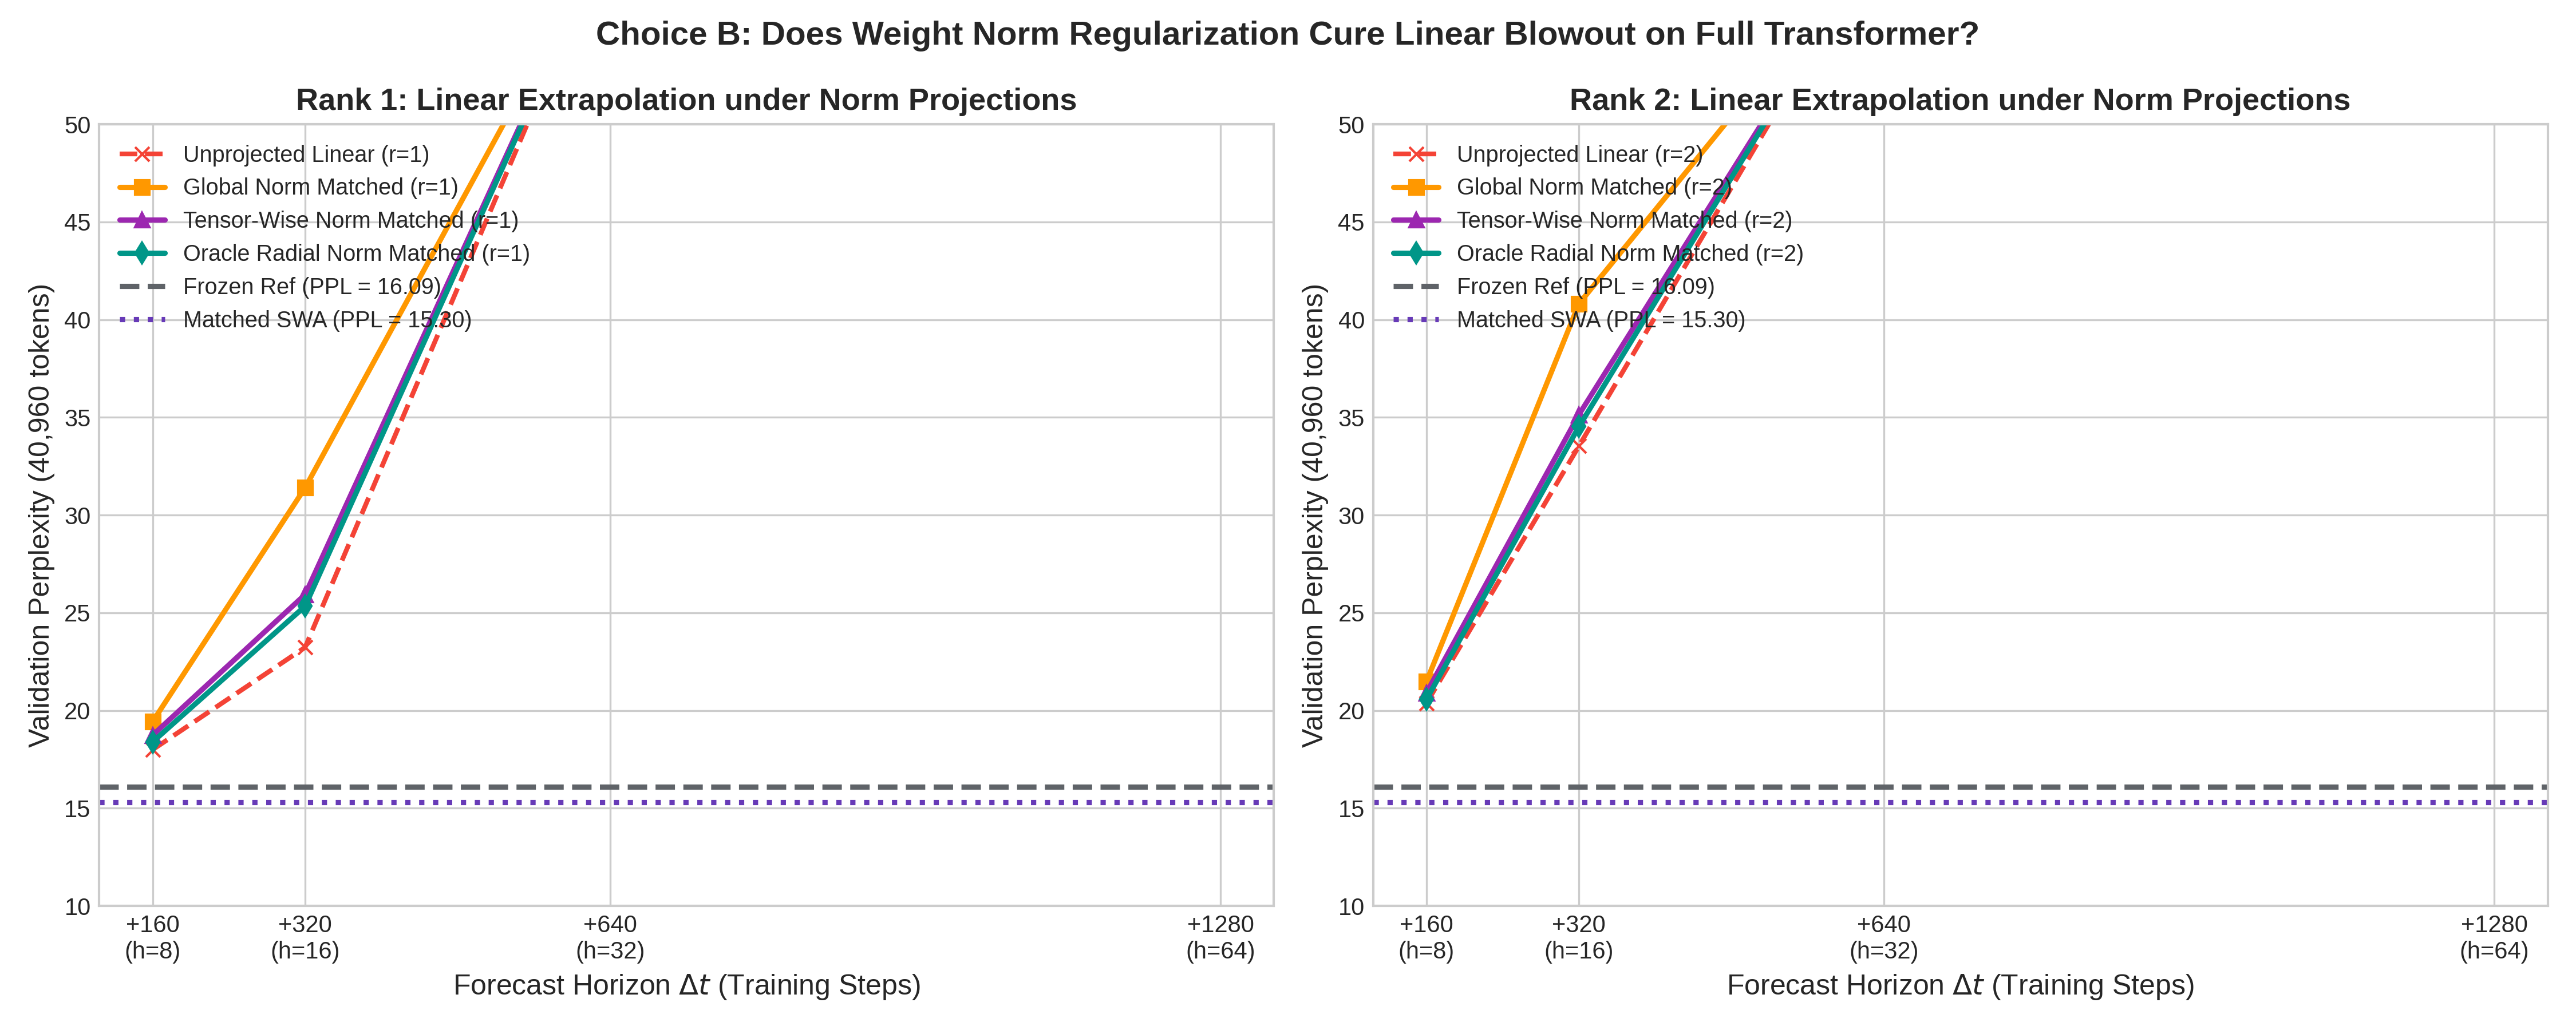 Choice B: Does Weight Norm Regularization Cure Linear Blowout on Full Transformer?
Rank 1: Linear Extrapolation under Norm Projections
Validation Perplexity (40,960 tokens)
50
45
40
35
30
25
20
15
10
Unprojected Linear (r=1)
Global Norm Matched (r=1)
Tensor-Wise Norm Matched (r=1)
Oracle Radial Norm Matched (r=1)
Frozen Ref (PPL = 16.09)
Matched SWA (PPL = 15.30)
+160 +320 +640 +1280
(h=8) (h=16) (h=32) (h=64)
Forecast Horizon Δt (Training Steps)
Rank 2: Linear Extrapolation under Norm Projections
Validation Perplexity (40,960 tokens)
50
45
40
35
30
25
20
15
10
Unprojected Linear (r=2)
Global Norm Matched (r=2)
Tensor-Wise Norm Matched (r=2)
Oracle Radial Norm Matched (r=2)
Frozen Ref (PPL = 16.09)
Matched SWA (PPL = 15.30)
+160 +320 +640 +1280
(h=8) (h=16) (h=32) (h=64)
Forecast Horizon Δt (Training Steps)